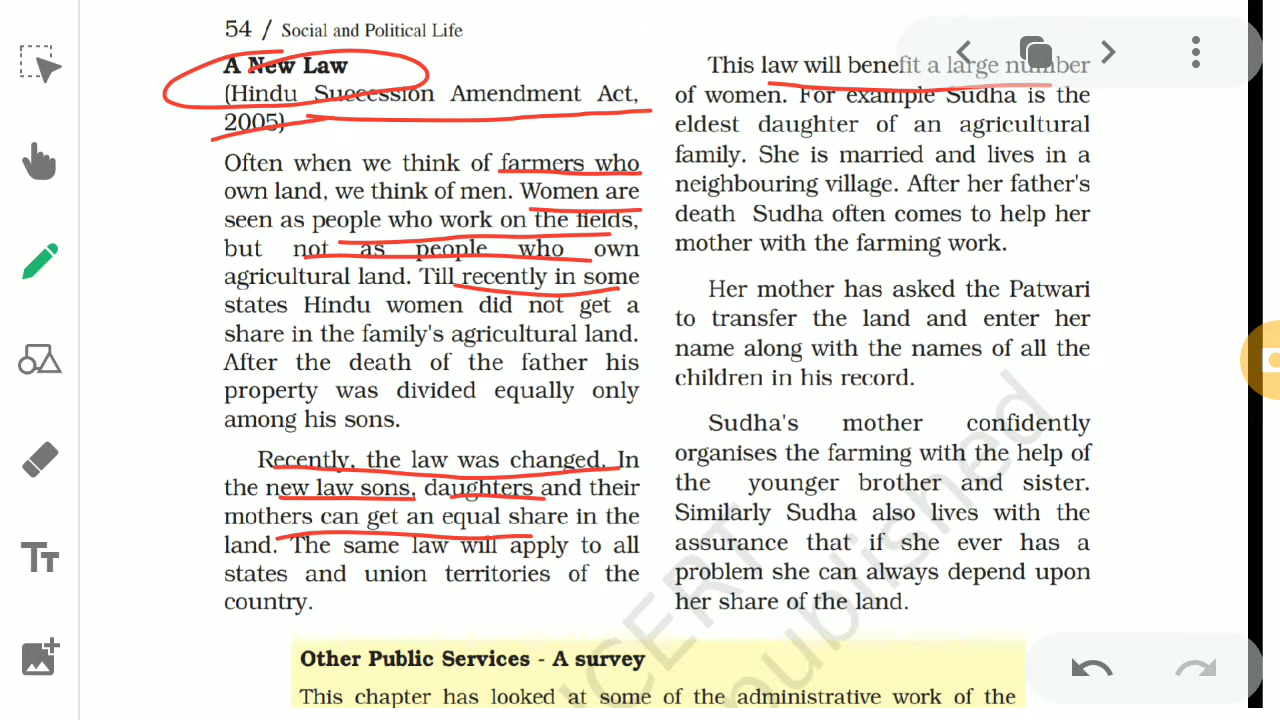 54 / Social and Political Life
A New Law
(Hindu Succession Amendment Act,
2005)
Often when we think of farmers who
own land, we think of men. Women are
seen as people who work on the fields,
but not as people who own
agricultural land. Till recently in some
states Hindu women did not get a
share in the family's agricultural land.
After the death of the father his
property was divided equally only
among his sons.
Recently, the law was changed. In
the new law sons, daughters and their
mothers can get an equal share in the
land. The same law will apply to all
states and union territories of the
country.
This law will benefit a large number
of women. For example Sudha is the
eldest daughter of an agricultural
family. She is married and lives in a
neighbouring village. After her father's
death Sudha often comes to help her
mother with the farming work.
Her mother has asked the Patwari
to transfer the land and enter her
name along with the names of all the
children in his record.
Sudha's mother confidently
organises the farming with the help of
the younger brother and sister.
Similarly Sudha also lives with the
assurance that if she ever has a
problem she can always depend upon
her share of the land.
Other Public Services - A survey
This chapter has looked at some of the administrative work of the
Tт
NCERT
published